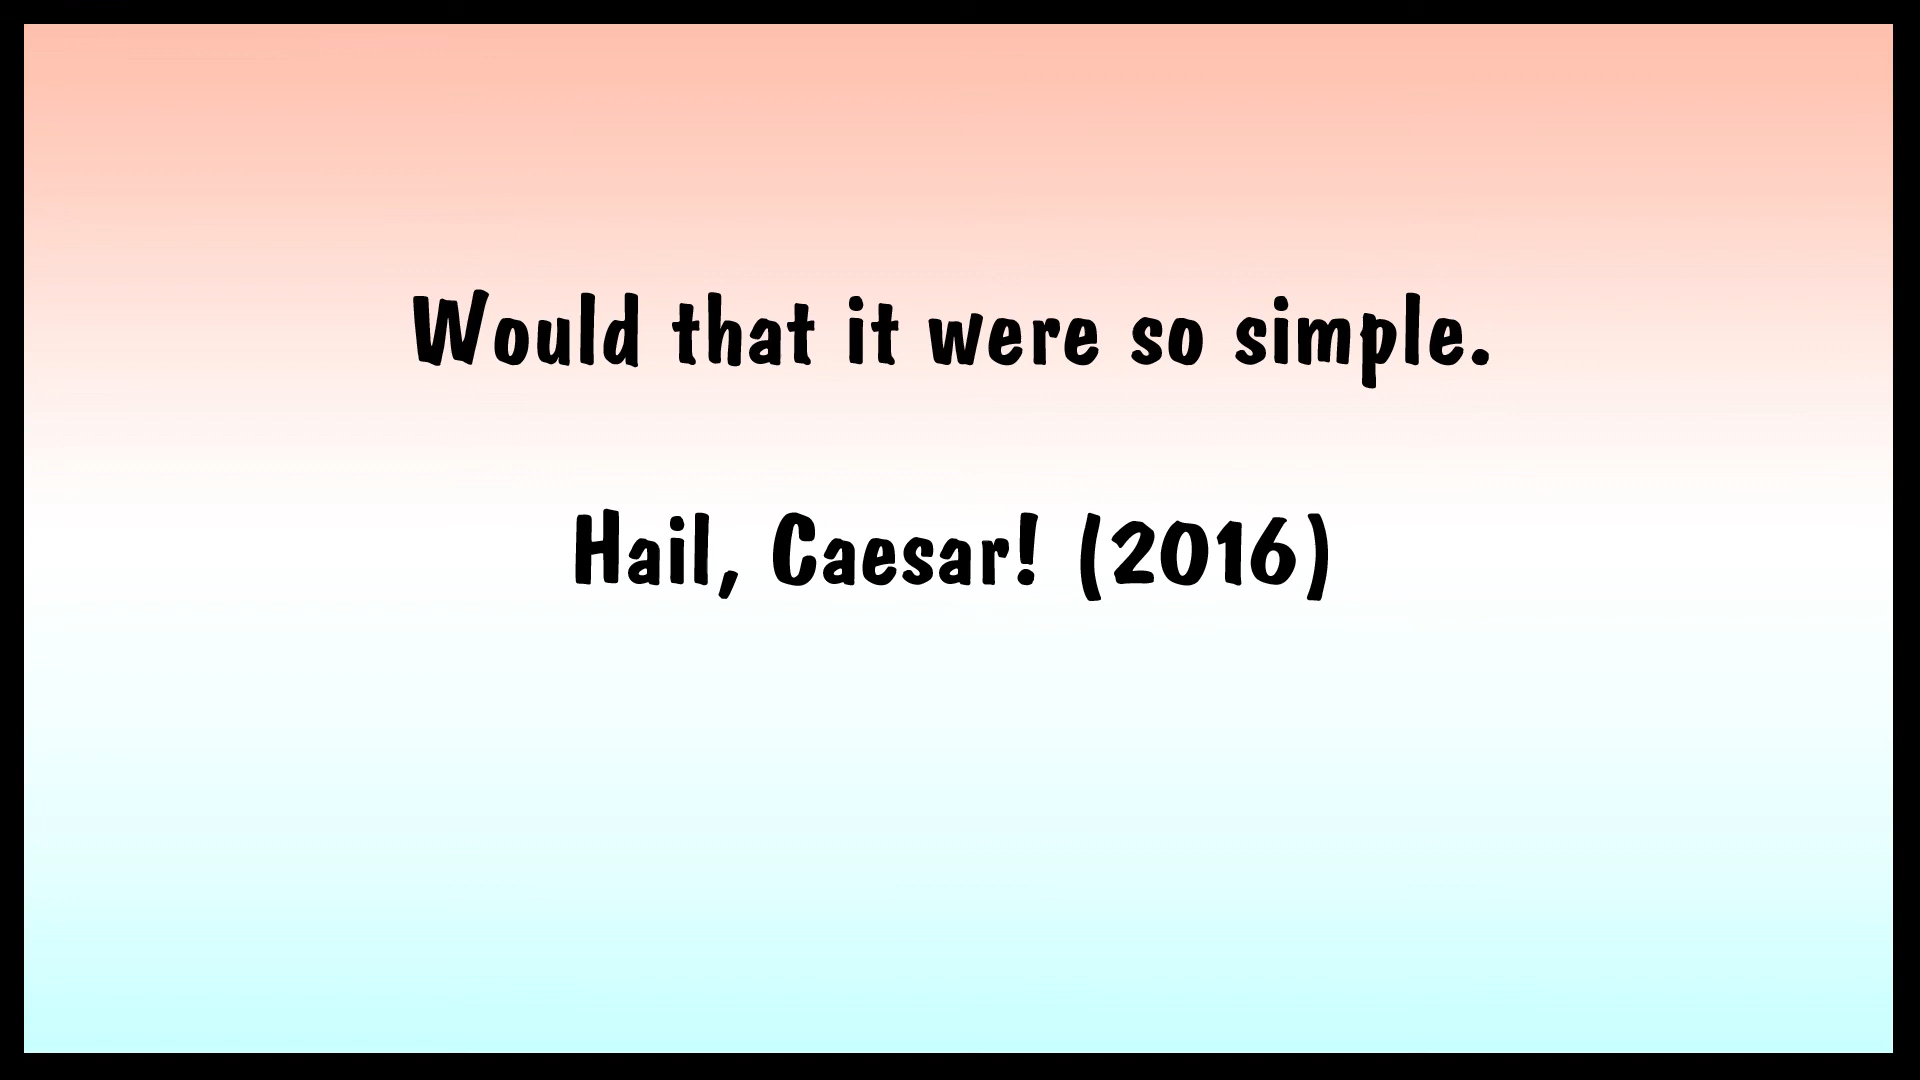 Would that it were so simple.
Hail, Caesar! (2016)